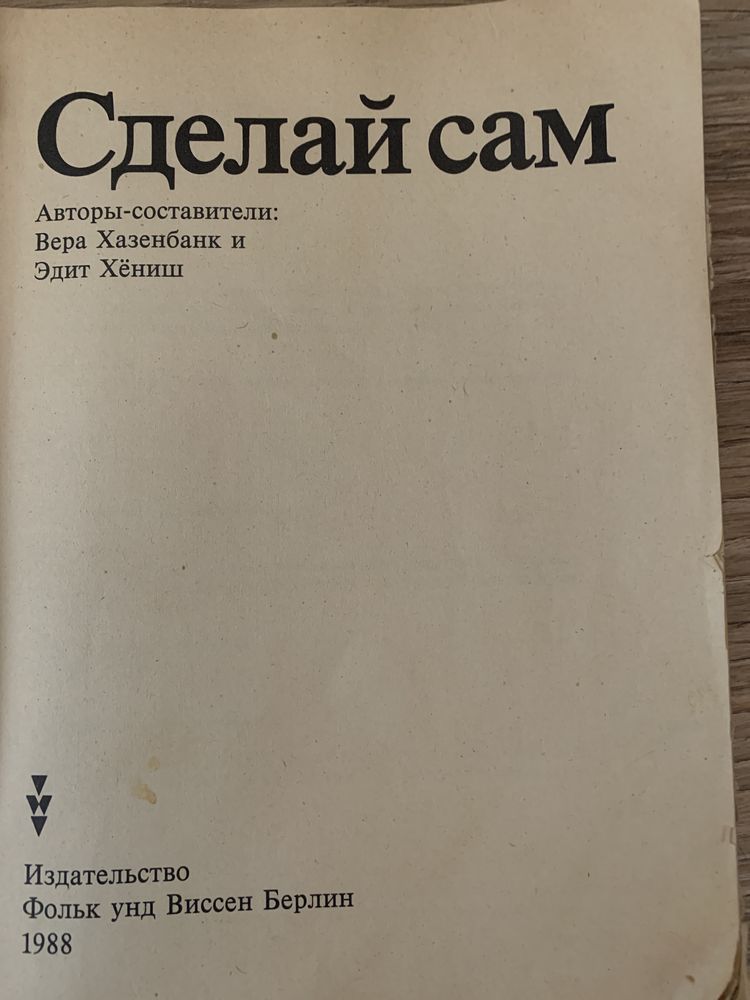 Сделай сам
Авторы-составители:
Вера Хазенбанк и
Эдит Хёниш
Издательство
Фольк унд Виссен Берлин
1988